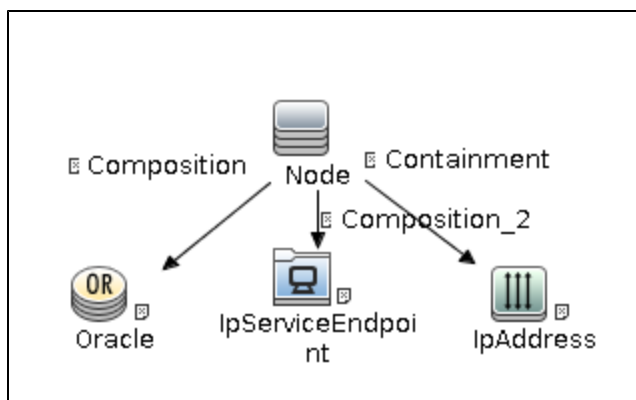 Composition
Containment
Node
Composition_2
OR
Oracle
IpServiceEndpoi
nt
IpAddress